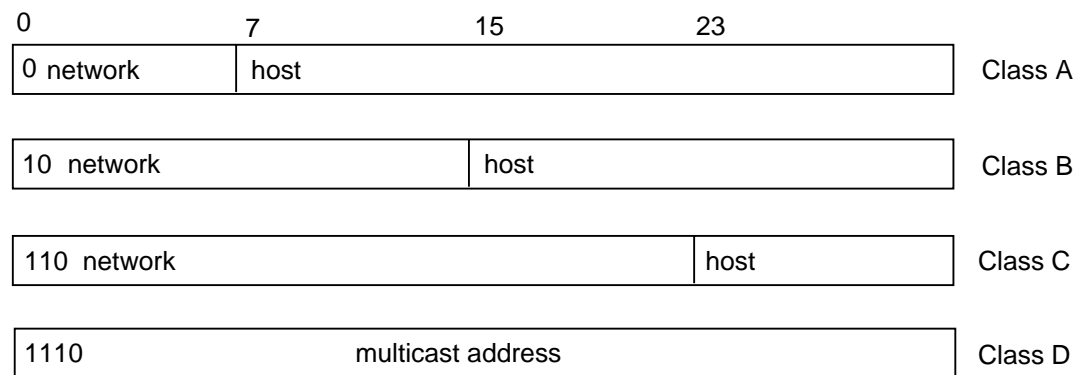 0 7 15 23
0 network host Class A
10 network host Class B
110 network host Class C
1110 multicast address Class D